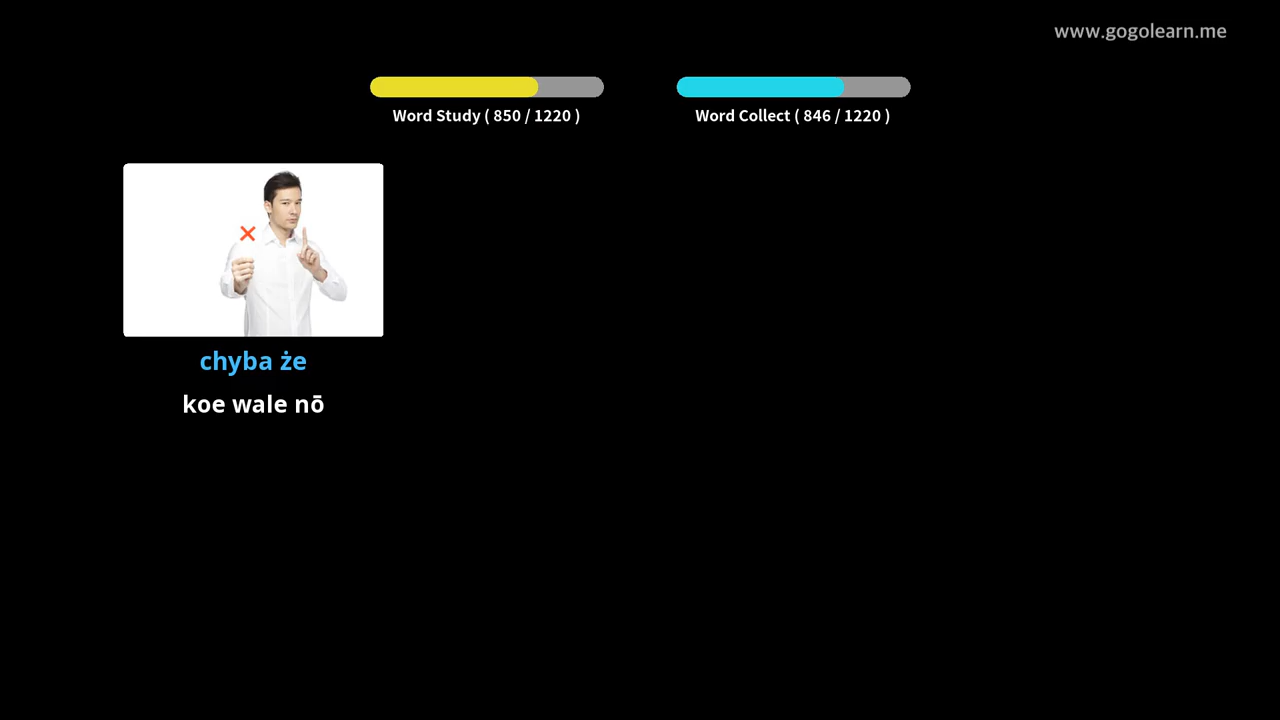 www.gogolearn.me
Word Study ( 850 / 1220 )
Word Collect ( 846 / 1220 )
chyba że
koe wale nō